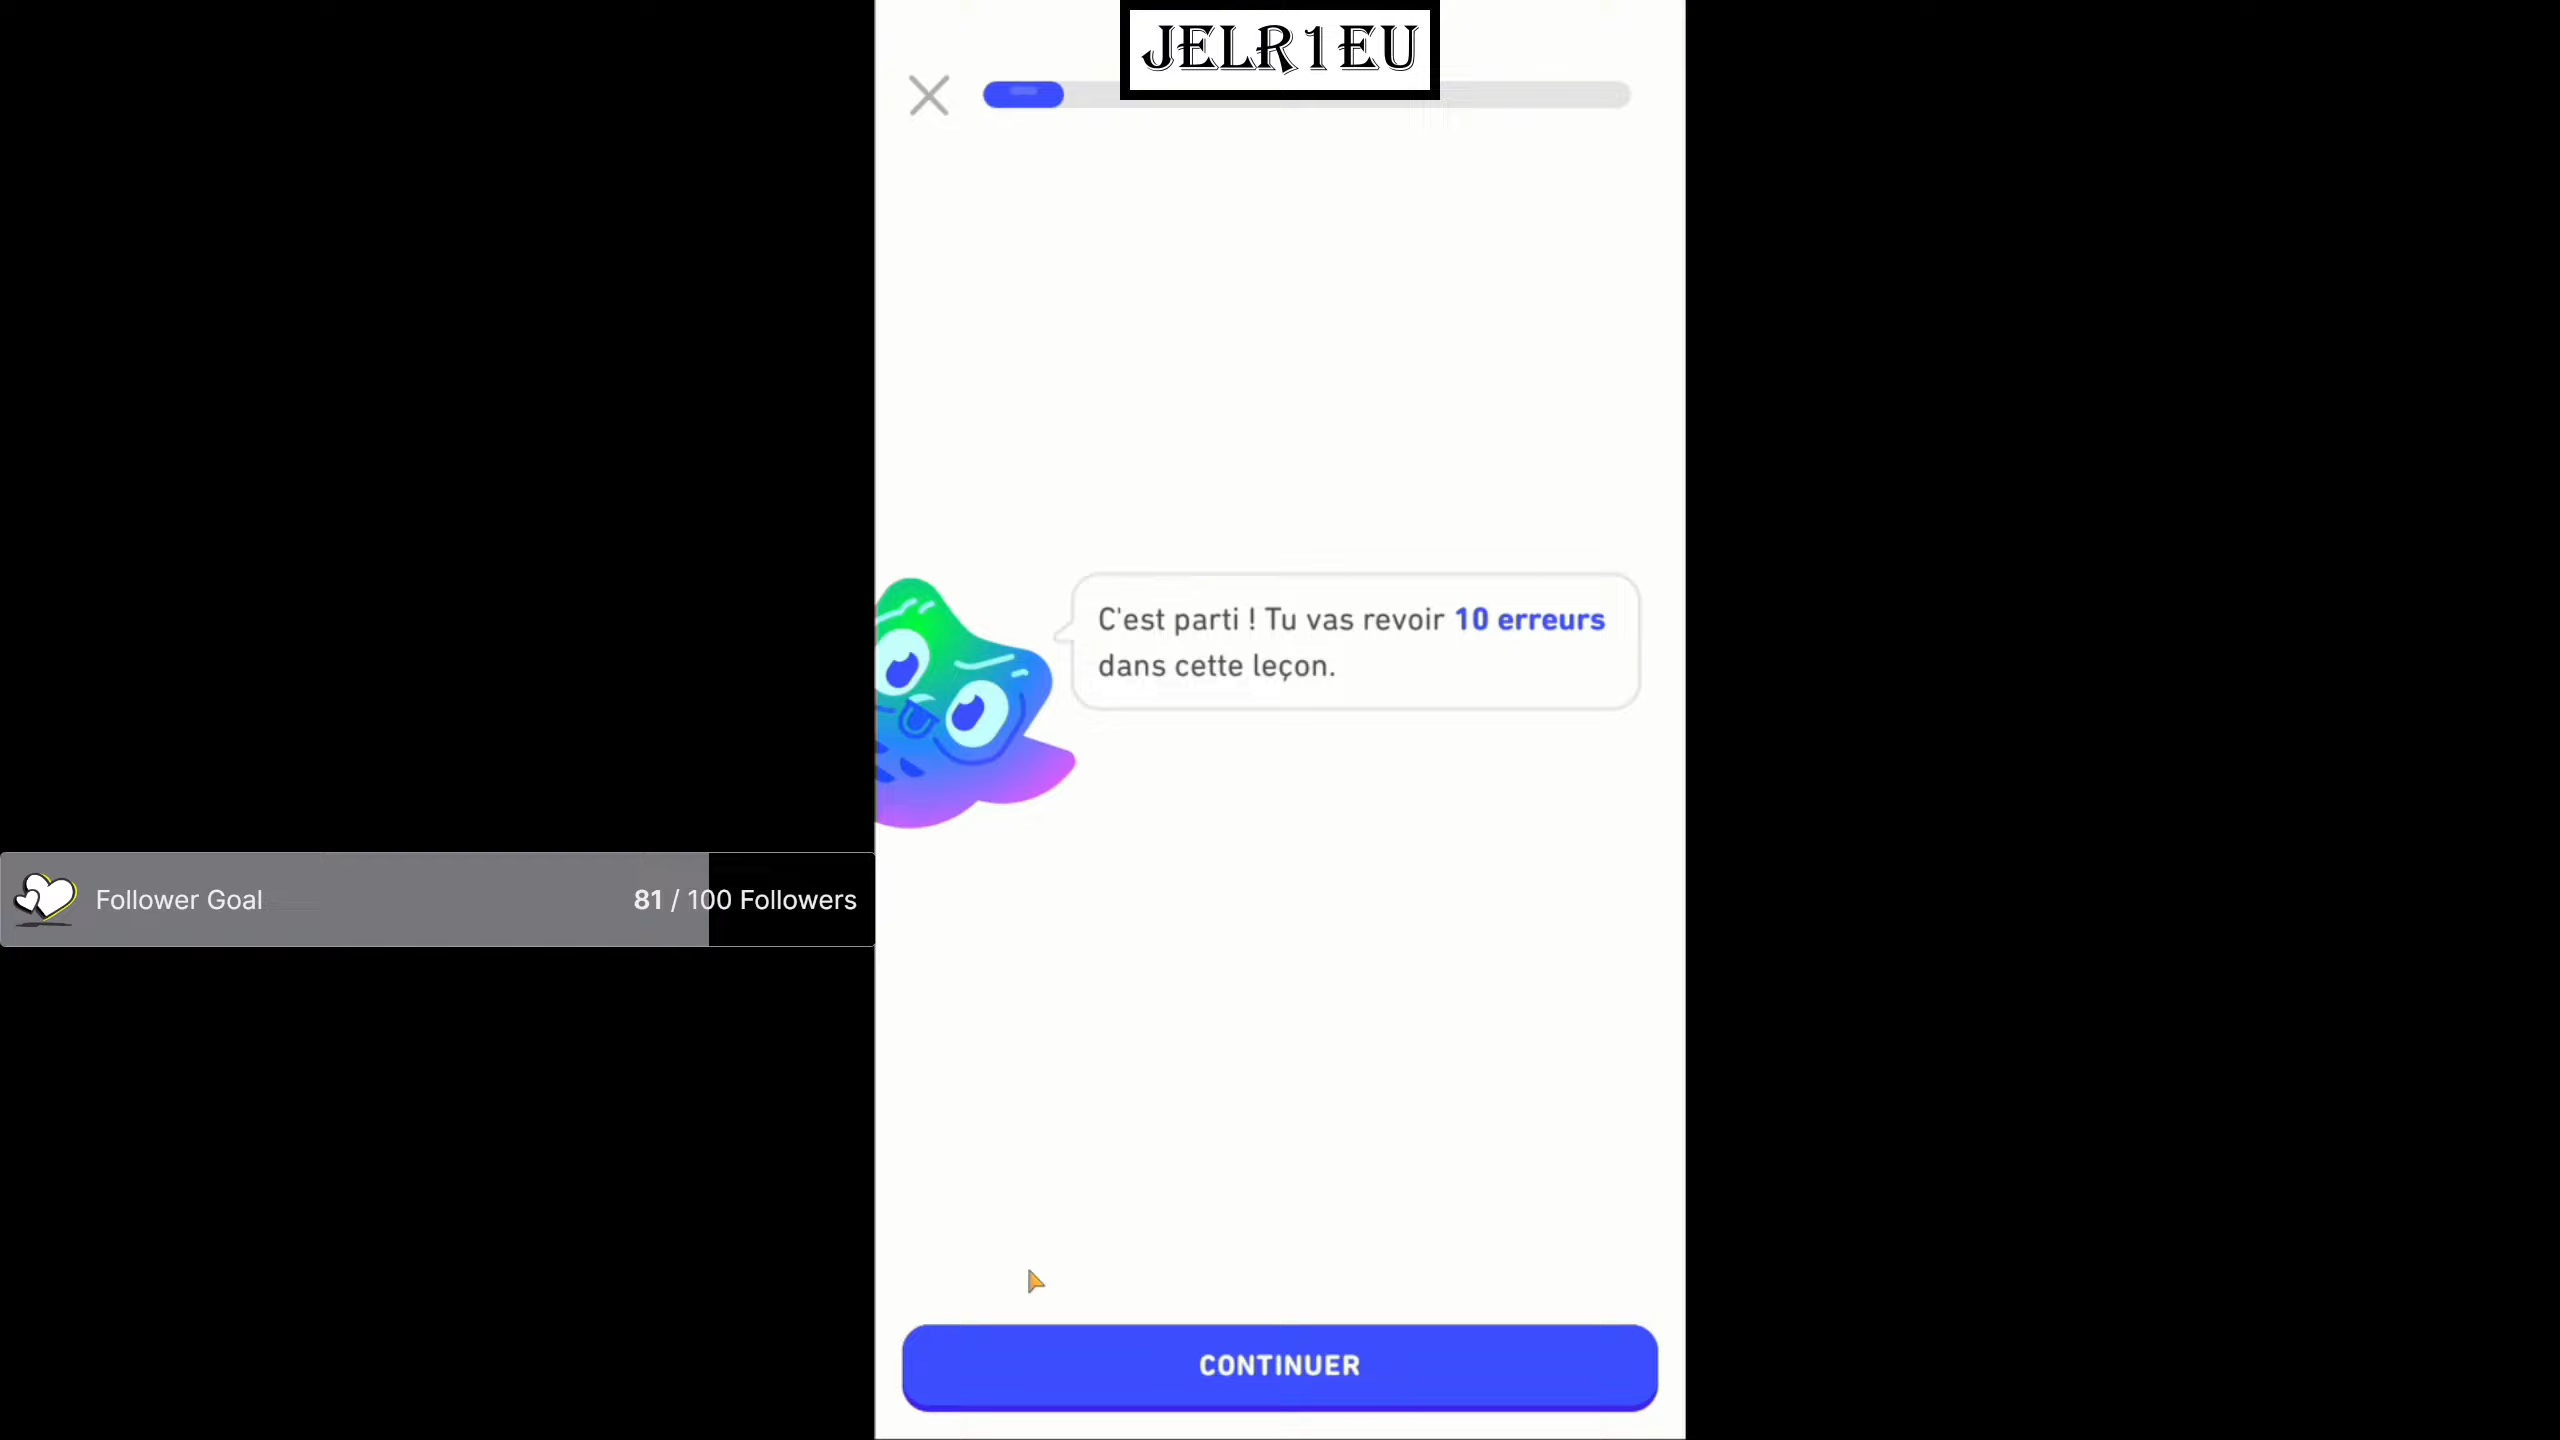 JELR1EU
C'est parti ! Tu vas revoir 10 erreurs
dans cette leçon.
Follower Goal 81 / 100 Followers
CONTINUER